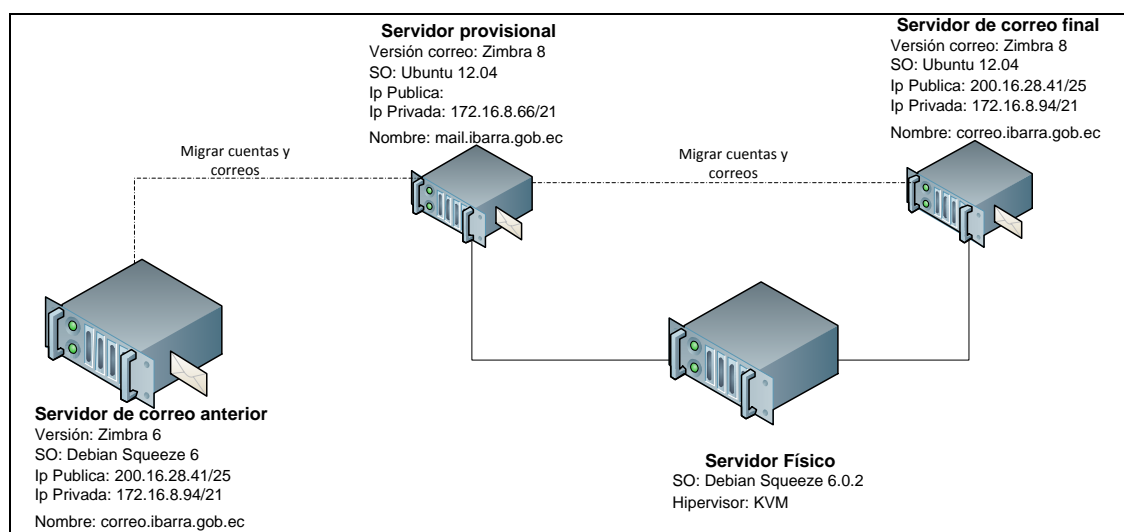 Servidor provisional
Versión correo: Zimbra 8
SO: Ubuntu 12.04
Ip Publica:
Ip Privada: 172.16.8.66/21
Nombre: mail.ibarra.gob.ec
Servidor de correo final
Versión correo: Zimbra 8
SO: Ubuntu 12.04
Ip Publica: 200.16.28.41/25
Ip Privada: 172.16.8.94/21
Nombre: correo.ibarra.gob.ec
Migrar cuentas y
correos
Migrar cuentas y
correos
Servidor de correo anterior
Versión: Zimbra 6
SO: Debian Squeeze 6
Ip Publica: 200.16.28.41/25
Ip Privada: 172.16.8.94/21
Nombre: correo.ibarra.gob.ec
Servidor Físico
SO: Debian Squeeze 6.0.2
Hipervisor: KVM